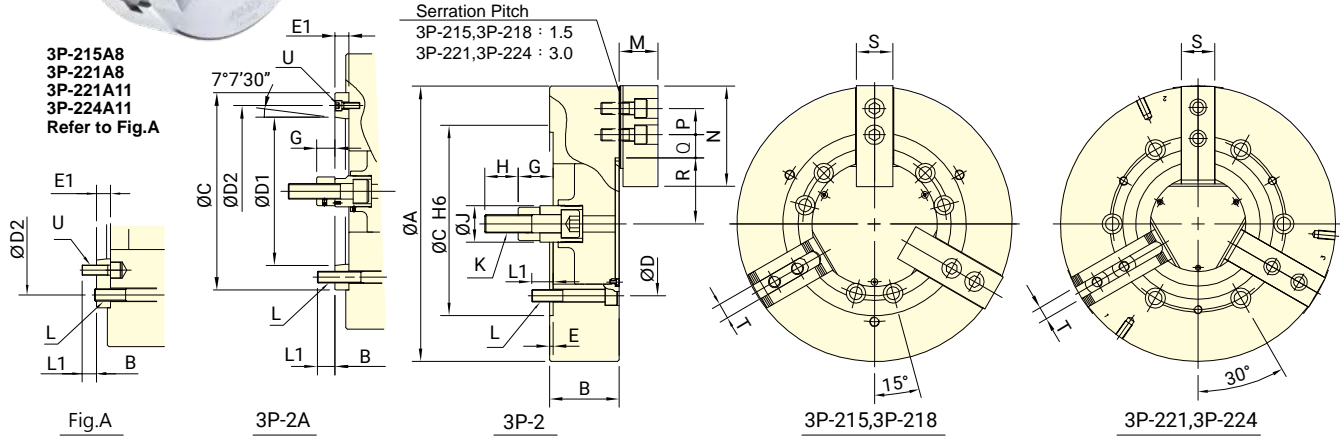 3P-215A8
3P-221A8
3P-221A11
3P-224A11
Refer to Fig.A
E1
U
ØD2
L
L1
B
Fig.A
E1
U
7°7'30"
G
ØC
ØD2
ØD1
L
L1
B
3P-2A
Serration Pitch
3P-215,3P-218 : 1.5
3P-221,3P-224 : 3.0
M
N
P
Q
R
H
G
ØA
ØC H6
ØJ
K
L1
ØD
L
E
B
3P-2
S
T
15°
3P-215,3P-218
S
2
3
1
T
30°
3P-221,3P-224